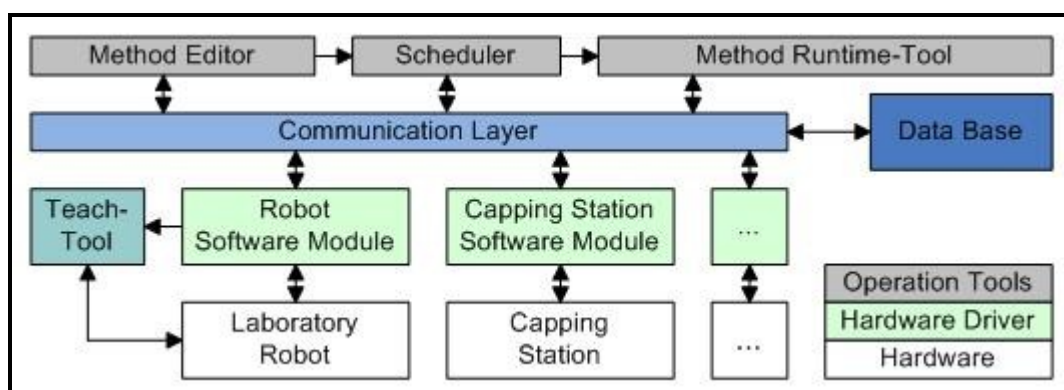 Method Editor
Scheduler
Method Runtime-Tool
Communication Layer
Data Base
Teach-
Tool
Robot
Software Module
Capping Station
Software Module
...
Laboratory
Robot
Capping
Station
...
Operation Tools
Hardware Driver
Hardware